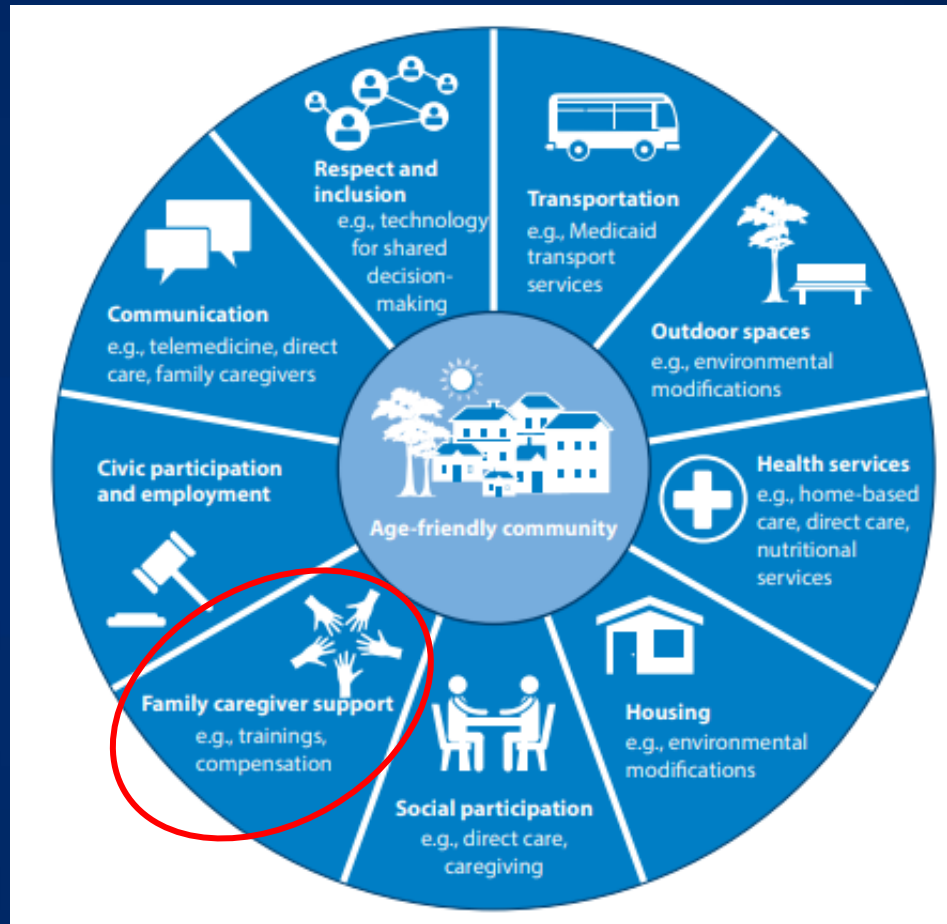 Respect and
inclusion
e.g., technology
for shared
decision-
making
Transportation
e.g., Medicaid
transport
services
Outdoor spaces
e.g., environmental
modifications
Health services
e.g., home-based
care, direct care,
nutritional
services
Housing
e.g., environmental
modifications
Social participation
e.g., direct care,
caregiving
Family caregiver support
e.g., trainings,
compensation
Civic participation
and employment
Communication
e.g., telemedicine, direct
care, family caregivers
Age-friendly community